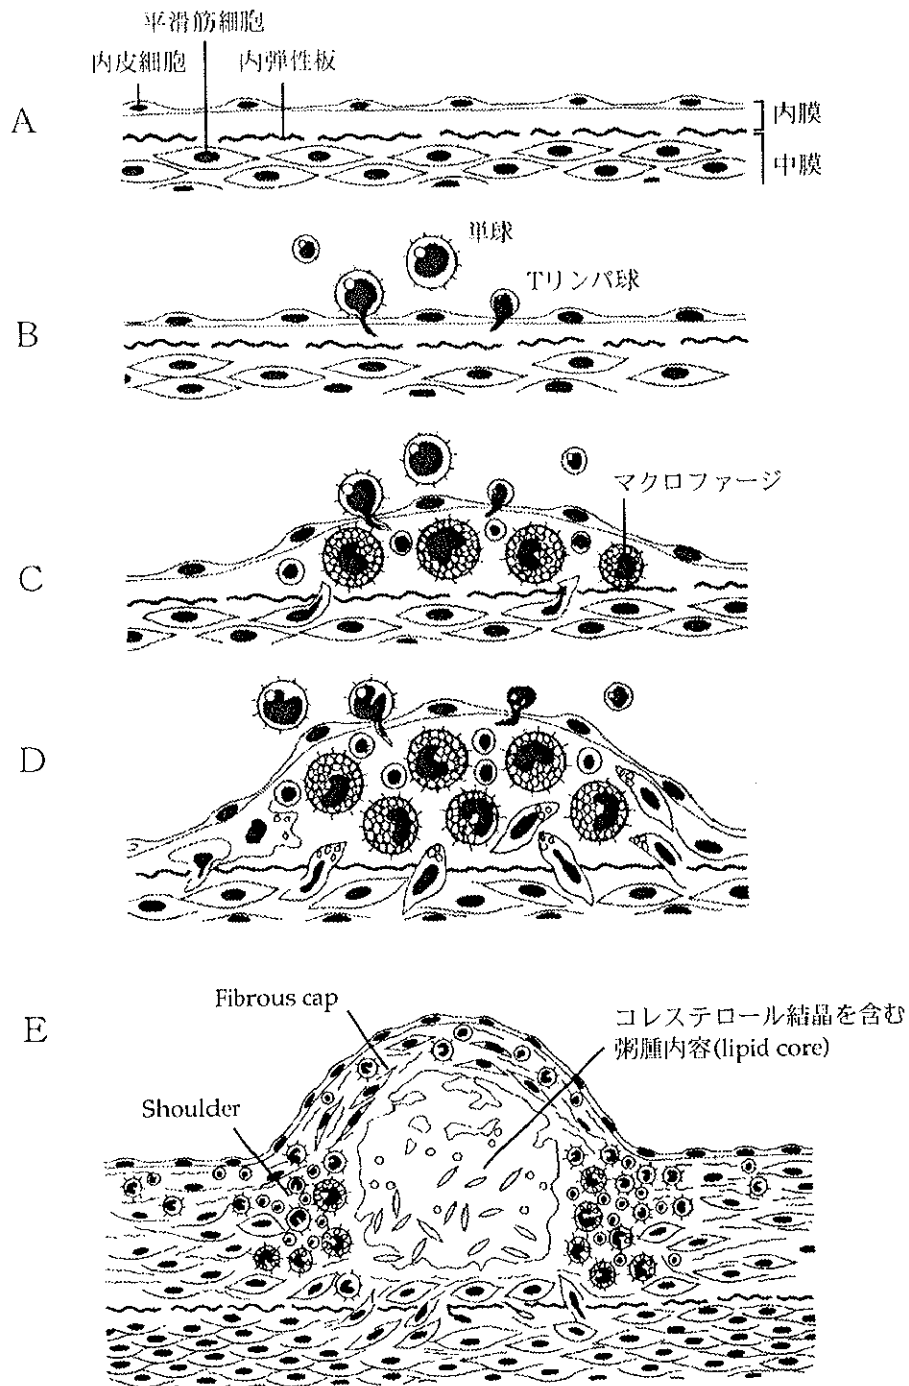 平滑筋細胞
内皮細胞
内弾性板
A
内膜
中膜
単球
Tリンパ球
B
マクロファージ
C
D
E
Fibrous cap
コレステロール結晶を含む
粥腫内容(lipid core)
Shoulder